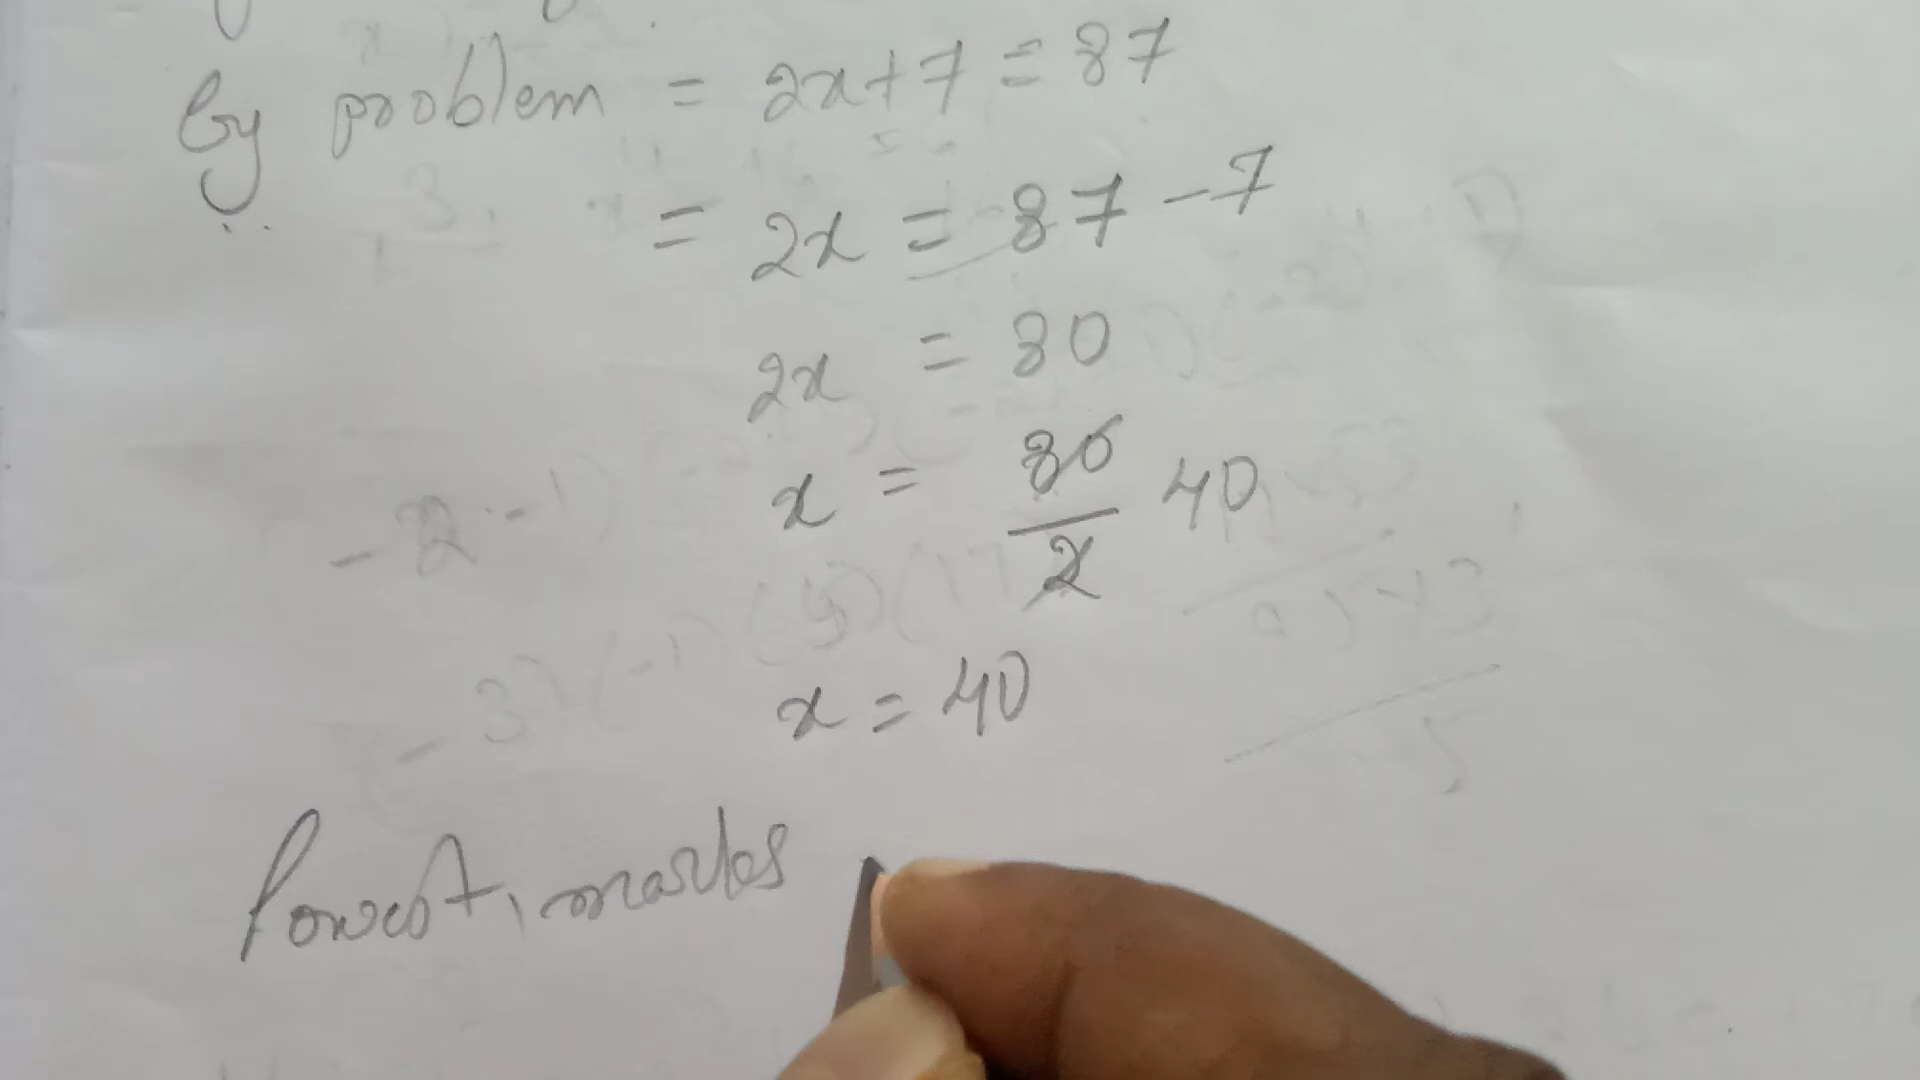 by problem = 2x+7 = 87
= 2x = 87 - 7
2x = 80
x = 80/2 40
x = 40
lowest marks